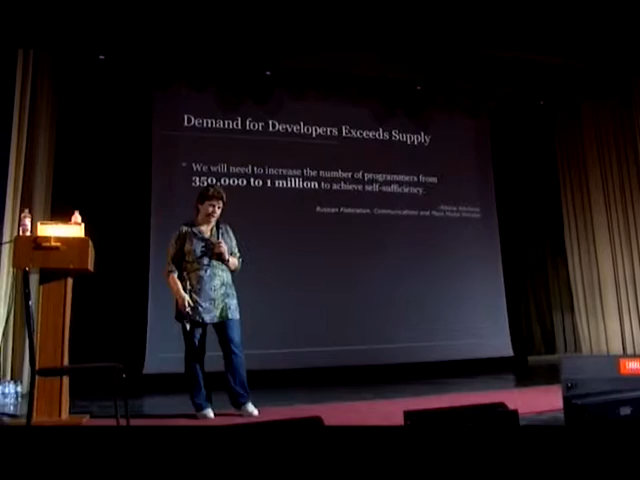 Demand for Developers Exceeds Supply
" We will need to increase the number of programmers from
350,000 to 1 million to achieve self-sufficiency.
Russian Federation, Communications and Mass Media Minister